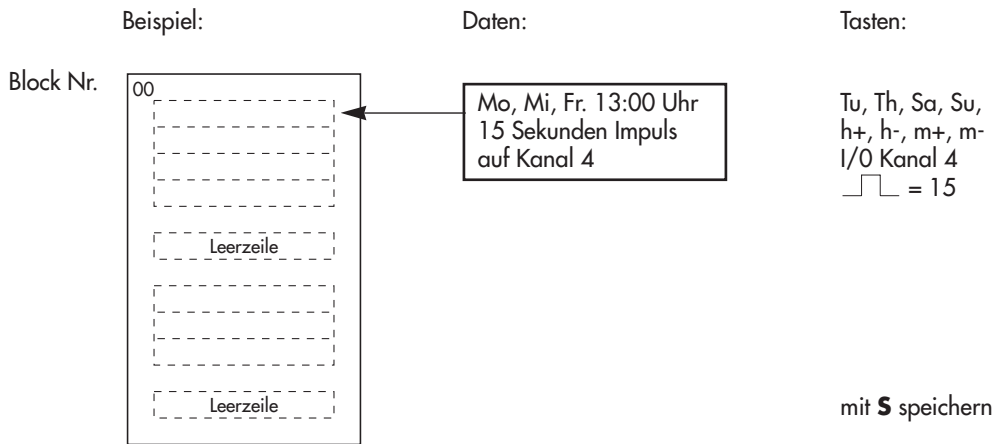 Beispiel:
Daten:
Tasten:
Block Nr.
00
Mo, Mi, Fr. 13:00 Uhr
15 Sekunden Impuls
auf Kanal 4
Tu, Th, Sa, Su,
h+, h-, m+, m-
I/0 Kanal 4
= 15
Leerzeile
Leerzeile
mit S speichern